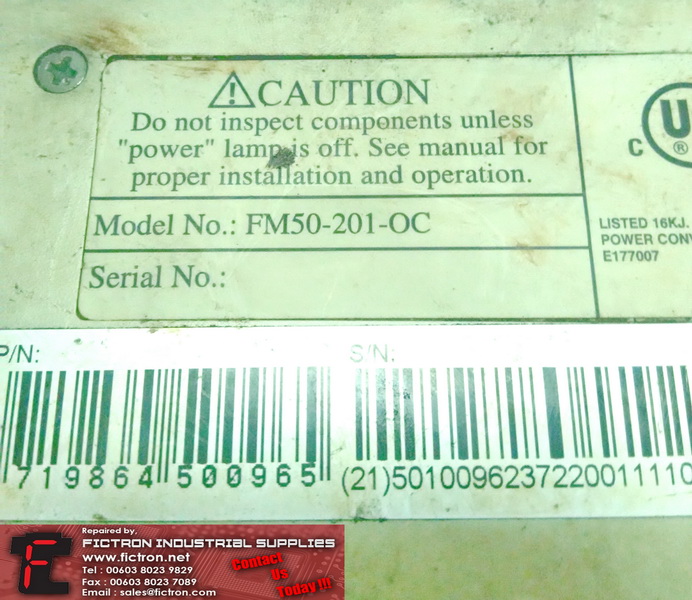 CAUTION
Do not inspect components unless
"power" lamp is off. See manual for
proper installation and operation.
Model No.: FM50-201-OC
Serial No.:
C U ®
LISTED 16KJ.
POWER CONV
E177007
P/N:
719864 500965
S/N:
(21)5010096237220011110
Repaired by,
FICTRON INDUSTRIAL SUPPLIES
www.fictron.net
Tel : 00603 8023 9829
Fax : 00603 8023 7089
Email : sales@fictron.com
Contact
Us
Today !!!